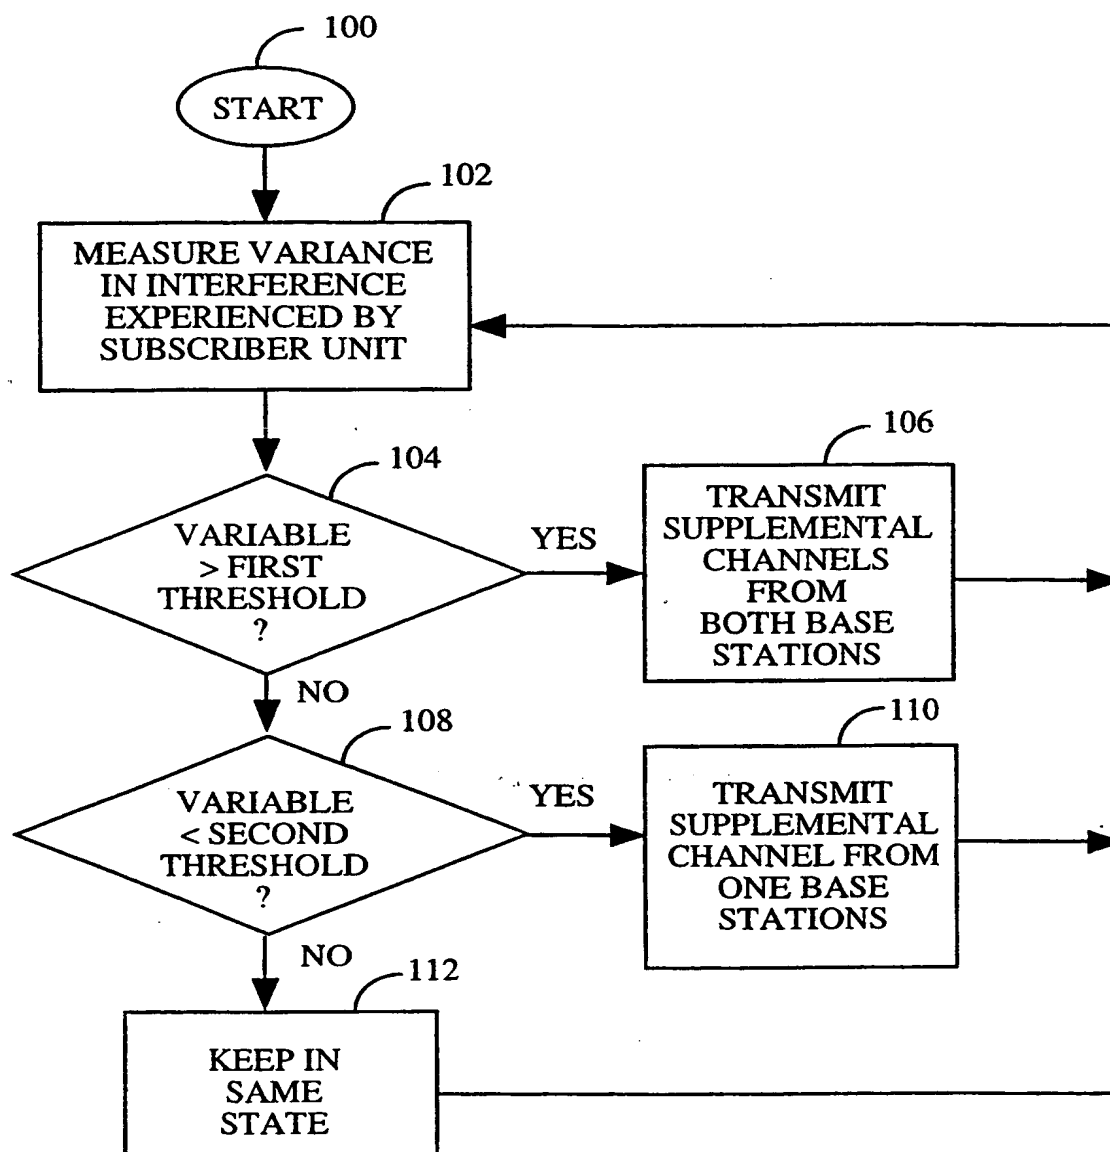 100
START
102
MEASURE VARIANCE
IN INTERFERENCE
EXPERIENCED BY
SUBSCRIBER UNIT
104
VARIABLE
> FIRST
THRESHOLD
?
YES
106
TRANSMIT
SUPPLEMENTAL
CHANNELS
FROM
BOTH BASE
STATIONS
NO
108
VARIABLE
< SECOND
THRESHOLD
?
YES
110
TRANSMIT
SUPPLEMENTAL
CHANNEL FROM
ONE BASE
STATIONS
NO
112
KEEP IN
SAME
STATE